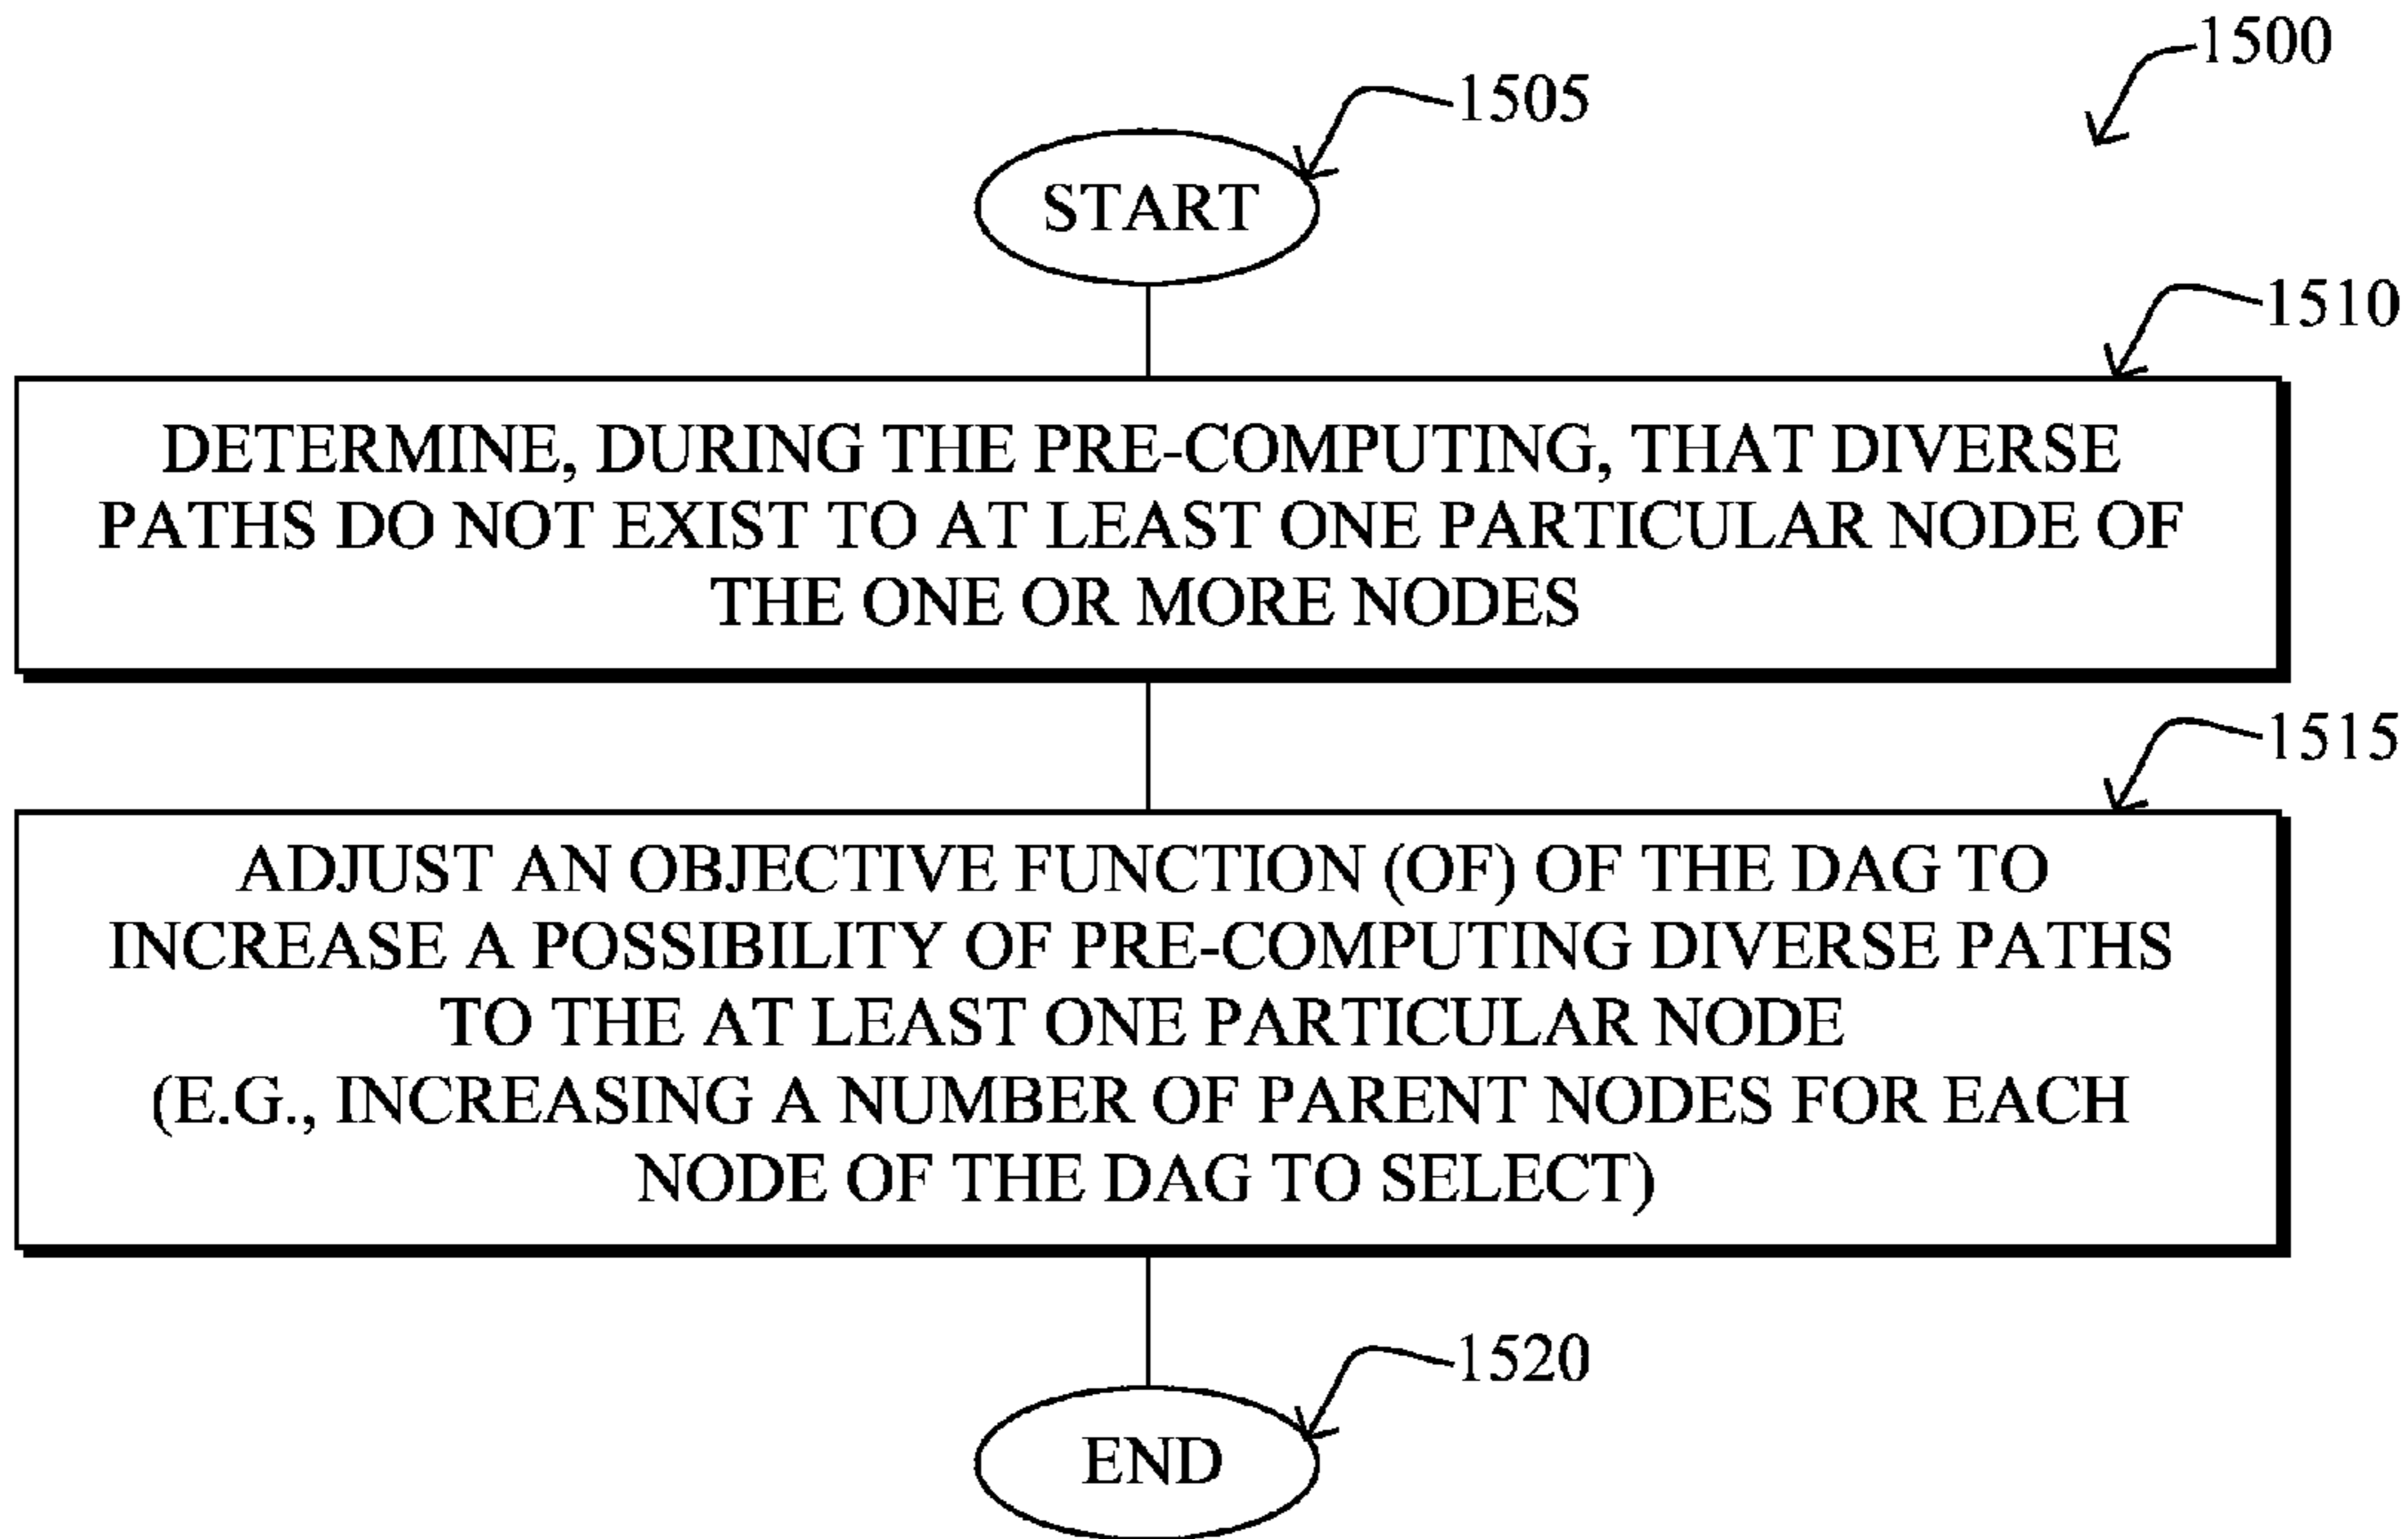 1500
1505
START
1510
DETERMINE, DURING THE PRE-COMPUTING, THAT DIVERSE
PATHS DO NOT EXIST TO AT LEAST ONE PARTICULAR NODE OF
THE ONE OR MORE NODES
1515
ADJUST AN OBJECTIVE FUNCTION (OF) OF THE DAG TO
INCREASE A POSSIBILITY OF PRE-COMPUTING DIVERSE PATHS
TO THE AT LEAST ONE PARTICULAR NODE
(E.G., INCREASING A NUMBER OF PARENT NODES FOR EACH
NODE OF THE DAG TO SELECT)
1520
END